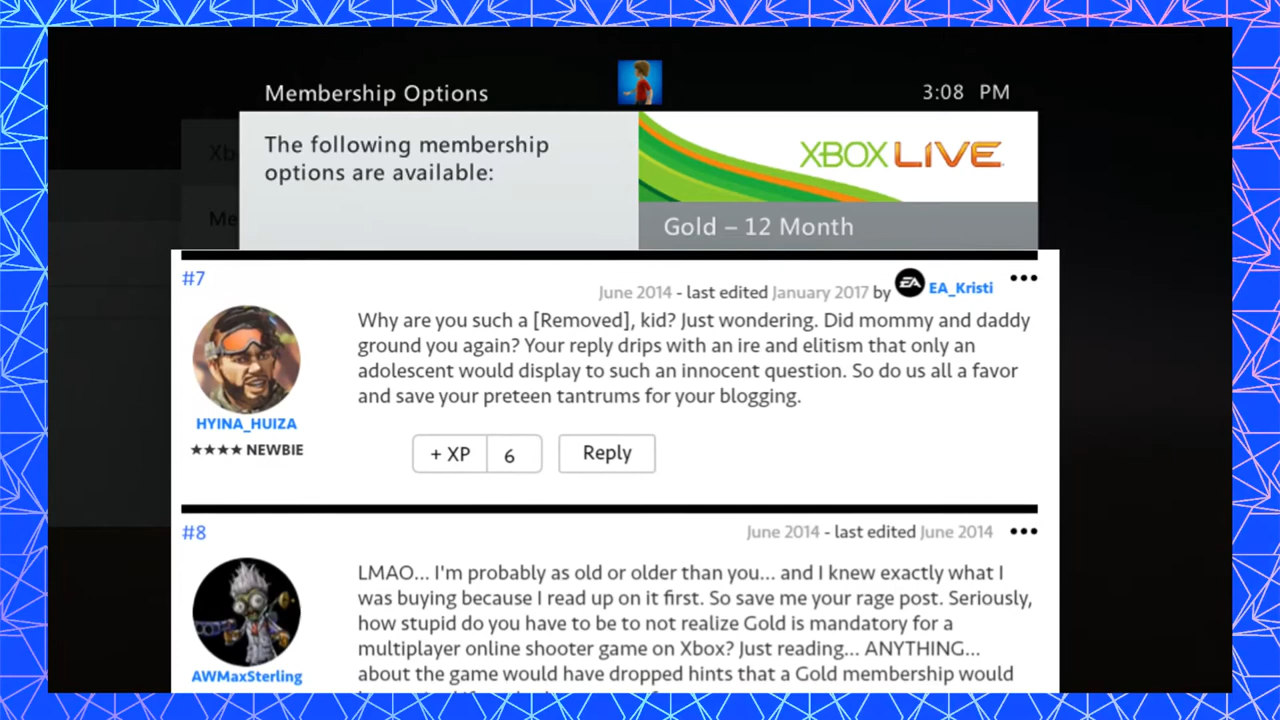 Membership Options
3:08 PM
The following membership
options are available:
XBOX LIVE
Gold – 12 Month
Xb
Me
#7
June 2014 - last edited January 2017 by EA EA_Kristi
Why are you such a [Removed], kid? Just wondering. Did mommy and daddy
ground you again? Your reply drips with an ire and elitism that only an
adolescent would display to such an innocent question. So do us all a favor
and save your preteen tantrums for your blogging.
HYINA_HUIZA
★★★★ NEWBIE
+ XP 6 Reply
#8
June 2014 - last edited June 2014
LMAO... I'm probably as old or older than you... and I knew exactly what I
was buying because I read up on it first. So save me your rage post. Seriously,
how stupid do you have to be to not realize Gold is mandatory for a
multiplayer online shooter game on Xbox? Just reading... ANYTHING...
about the game would have dropped hints that a Gold membership would
AWMaxSterling